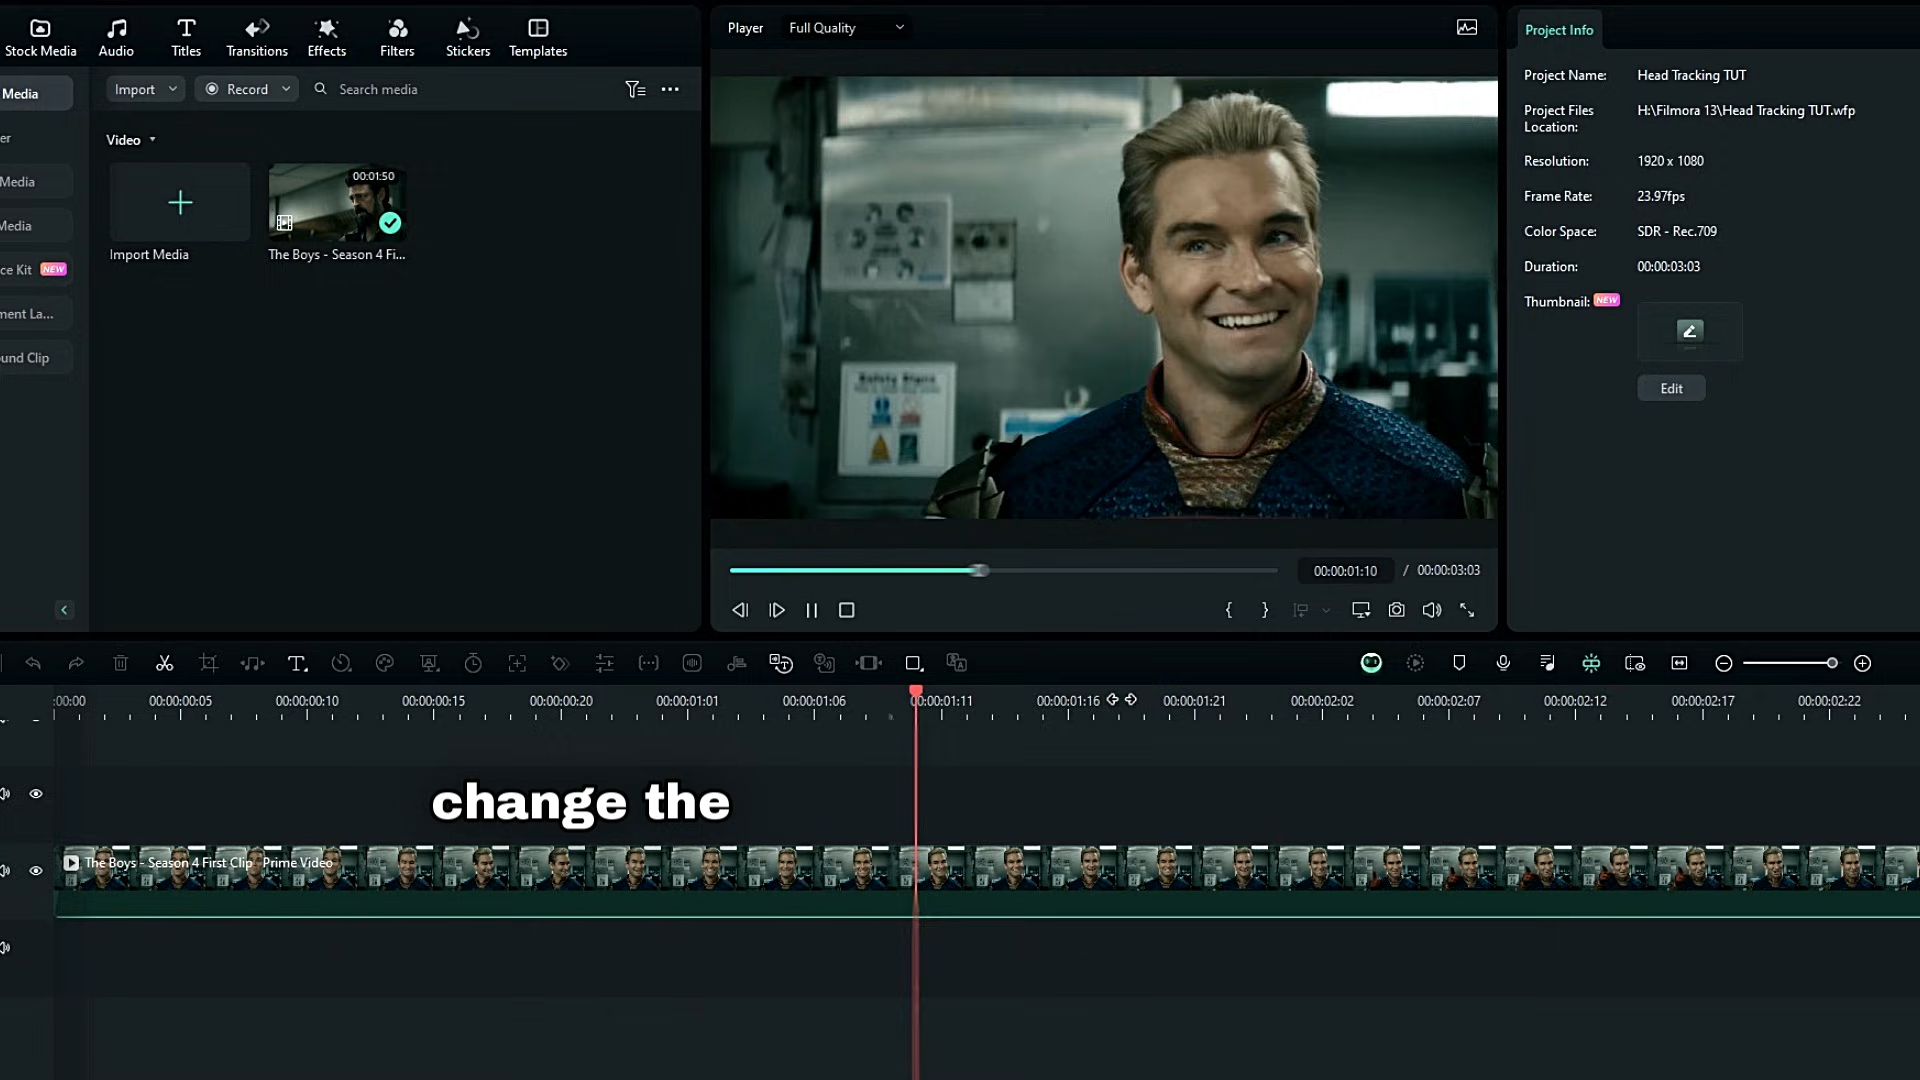 Stock Media
Audio
Titles
Transitions
Effects
Filters
Stickers
Templates
Media
Import
Record
Search media
er
Video
Media
Media
ce Kit NEW
ment La...
und Clip
00:01:50
Import Media
The Boys - Season 4 Fi...
Player
Full Quality
Safety Signs
00:00:01:10 / 00:00:03:03
Project Info
Project Name: Head Tracking TUT
Project Files Location: H:\Filmora 13\Head Tracking TUT.wfp
Resolution: 1920 x 1080
Frame Rate: 23.97fps
Color Space: SDR - Rec.709
Duration: 00:00:03:03
Thumbnail: NEW
Edit
:00:00 00:00:00:05 00:00:00:10 00:00:00:15 00:00:00:20 00:00:01:01 00:00:01:06 00:00:01:11 00:00:01:16 00:00:01:21 00:00:02:02 00:00:02:07 00:00:02:12 00:00:02:17 00:00:02:22
change the
The Boys - Season 4 First Clip Prime Video